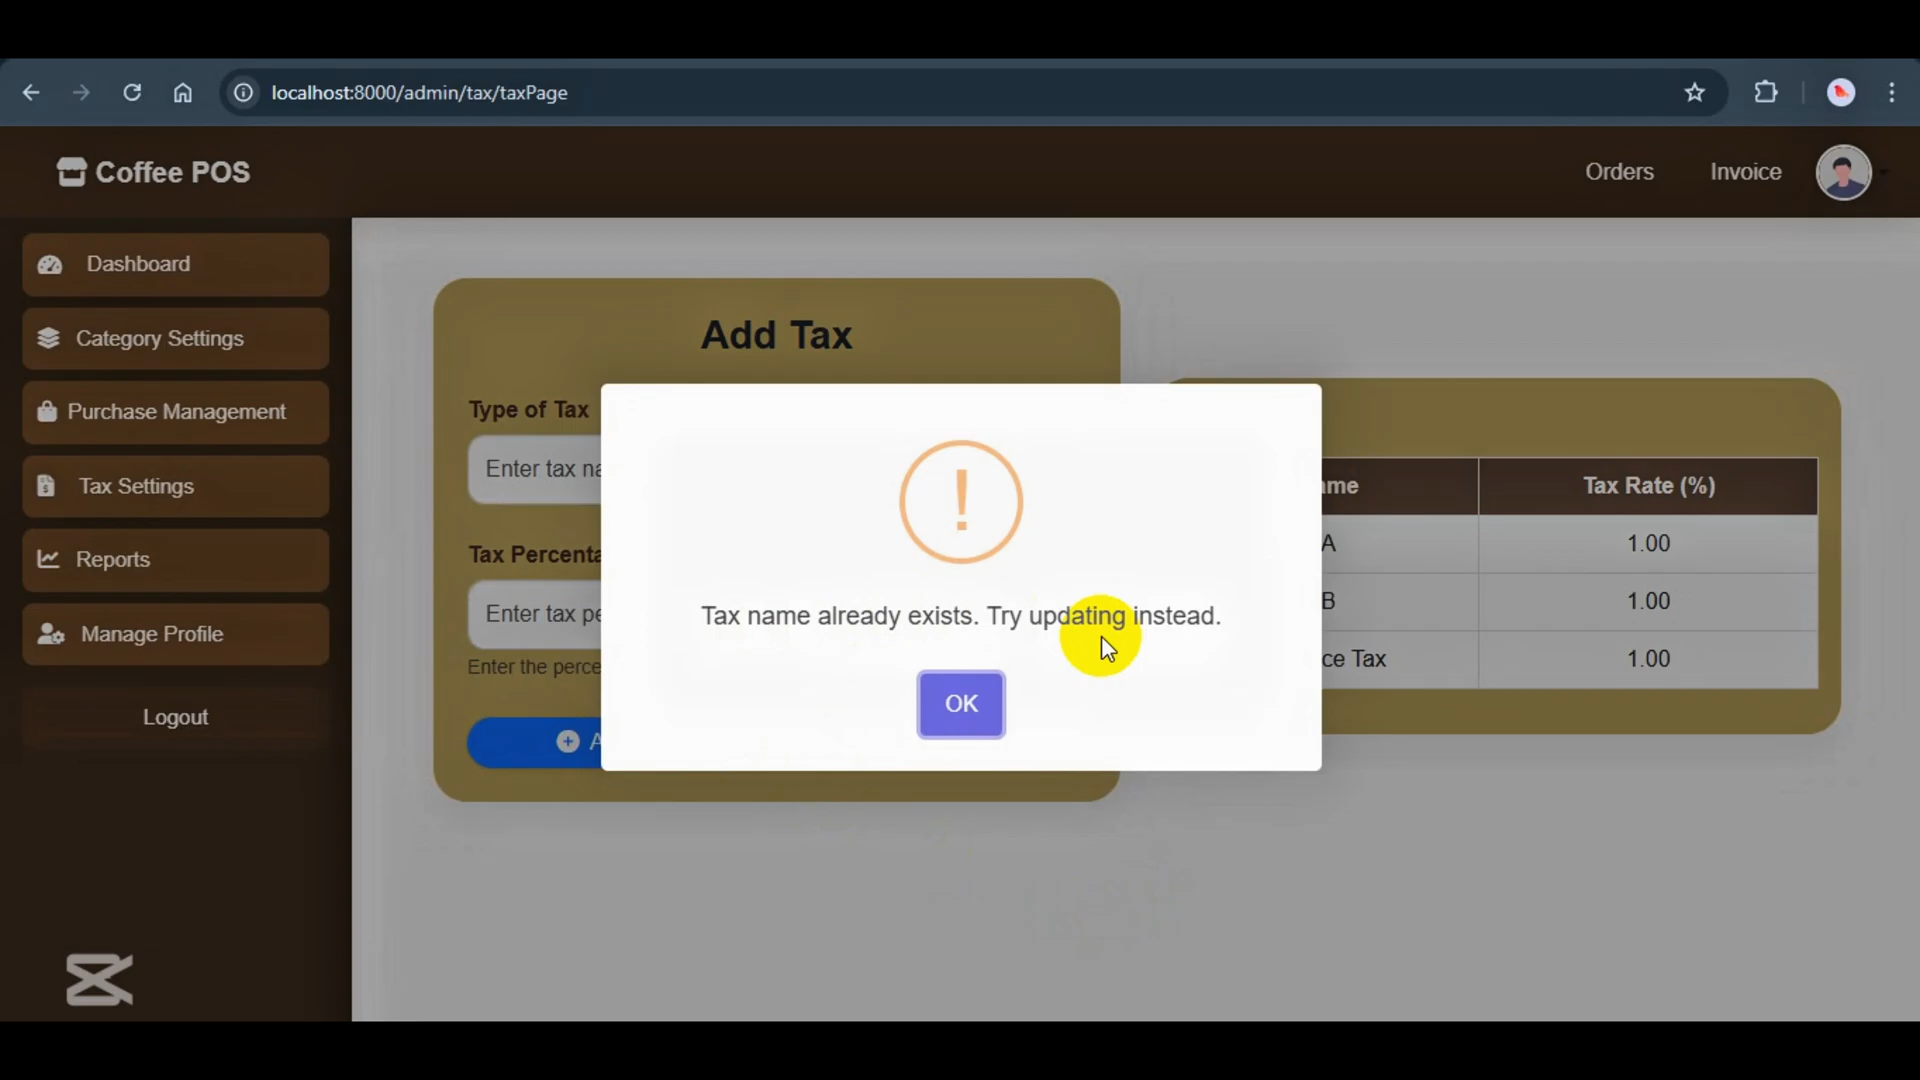 localhost:8000/admin/tax/taxPage
Coffee POS
Orders
Invoice
Dashboard
Category Settings
Purchase Management
Tax Settings
Reports
Manage Profile
Logout
Add Tax
Type of Tax
Enter tax na
Tax Percenta
Enter tax pe
Enter the perce
A
!
Tax name already exists. Try updating instead.
OK
me Tax Rate (%)
A 1.00
B 1.00
ce Tax 1.00